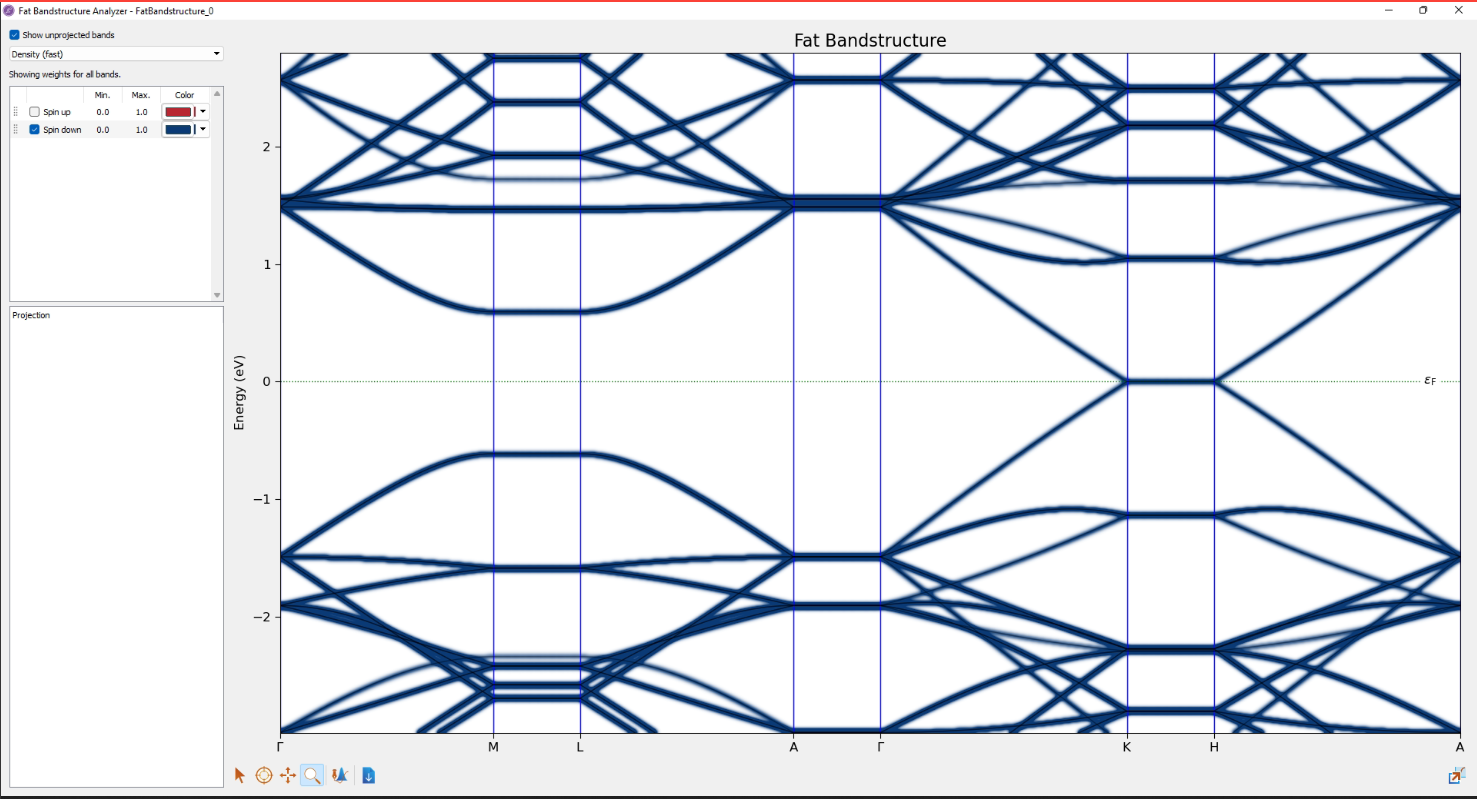 Fat Bandstructure Analyzer - FatBandstructure_0
Show unprojected bands
Density (fast)
Showing weights for all bands.
Min. Max. Color
Spin up 0.0 1.0
Spin down 0.0 1.0
Projection
Fat Bandstructure
Energy (eV)
2
1
0
−1
−2
εF
Γ M L A Γ K H A